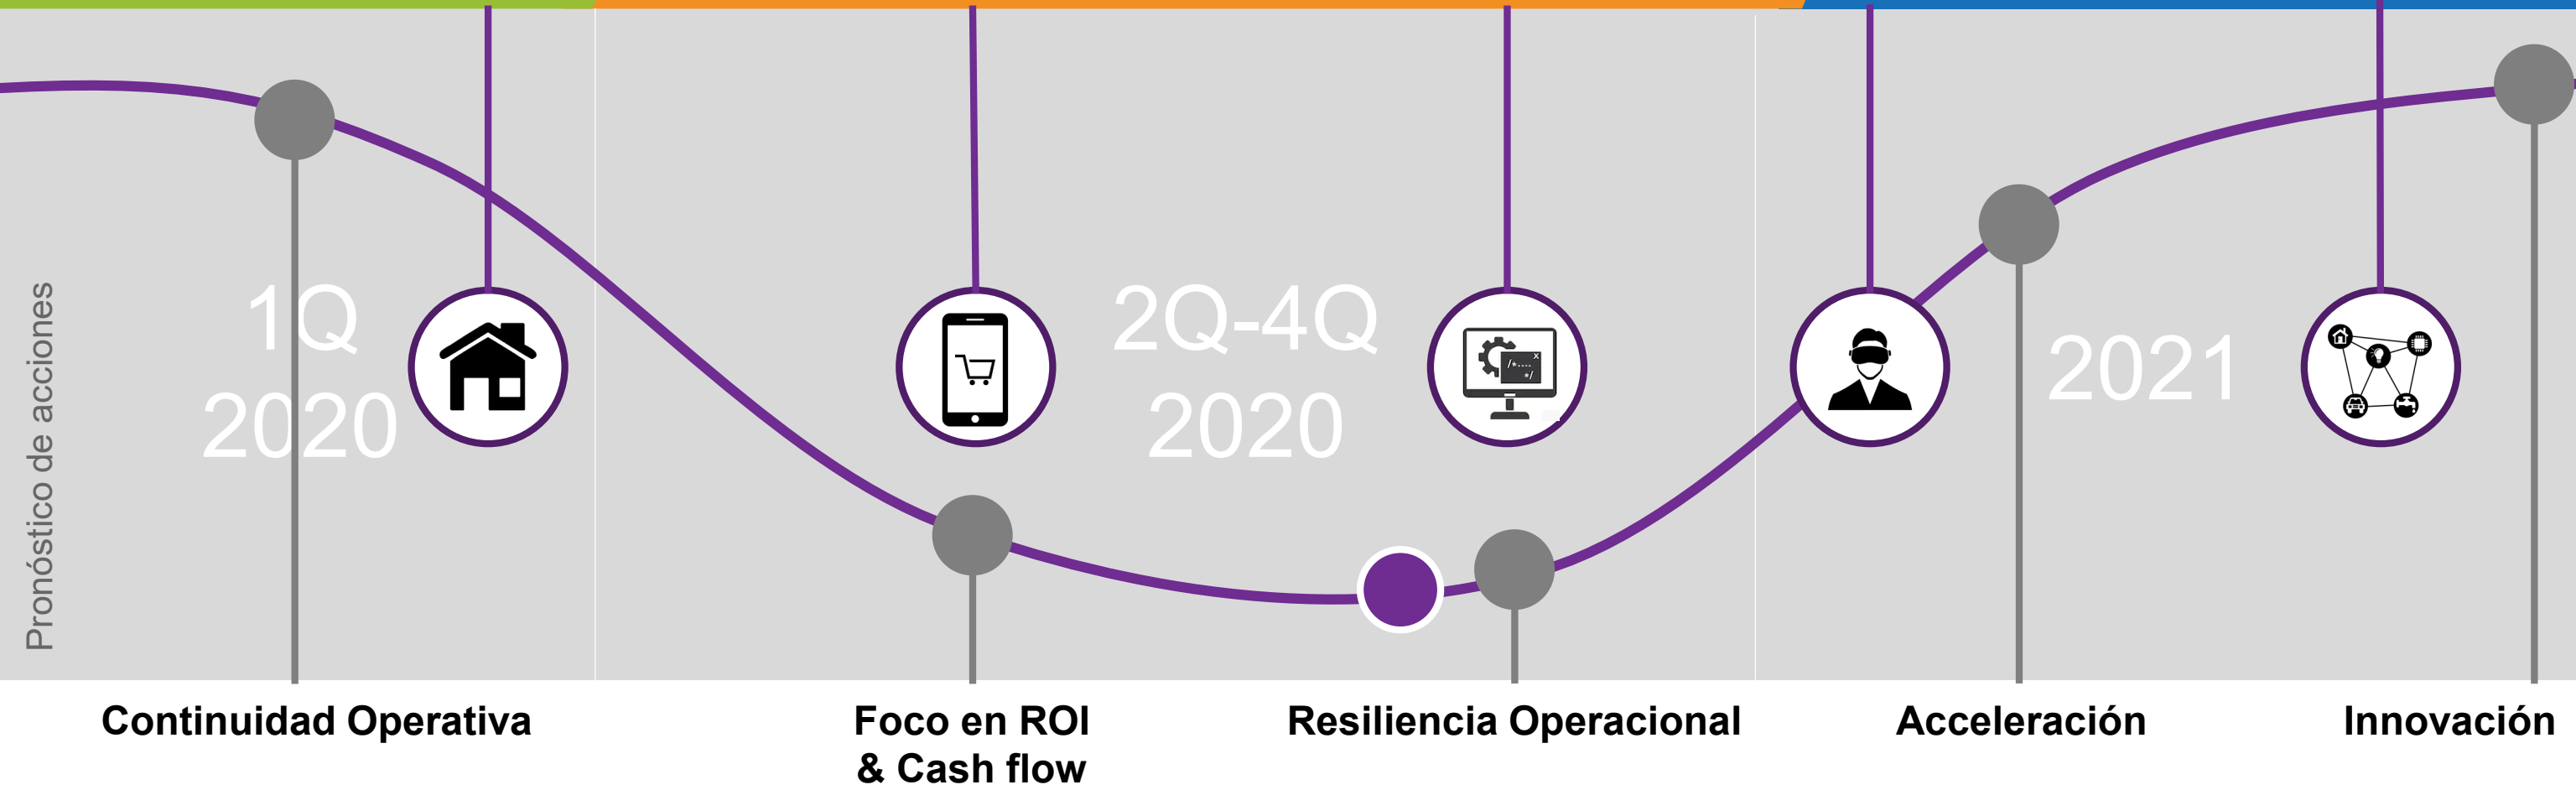 Pronóstico de acciones
1Q
2020
2Q-4Q
2020
2021
/*....
*/
X
Continuidad Operativa
Foco en ROI
& Cash flow
Resiliencia Operacional
Acceleración
Innovación